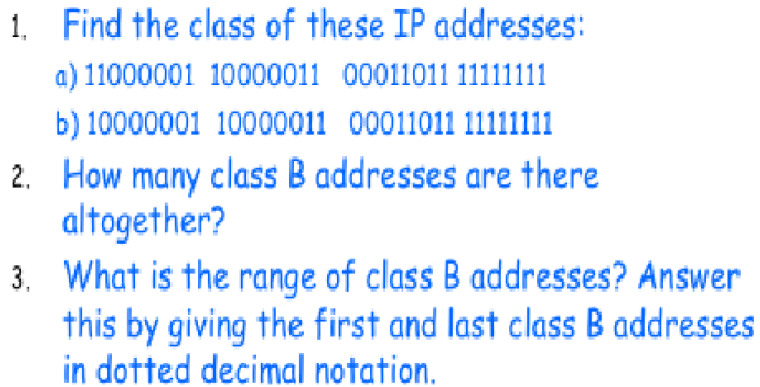 1. Find the class of these IP addresses:
a) 11000001 10000011 00011011 11111111
b) 10000001 10000011 00011011 11111111
2. How many class B addresses are there
altogether?
3. What is the range of class B addresses? Answer
this by giving the first and last class B addresses
in dotted decimal notation.